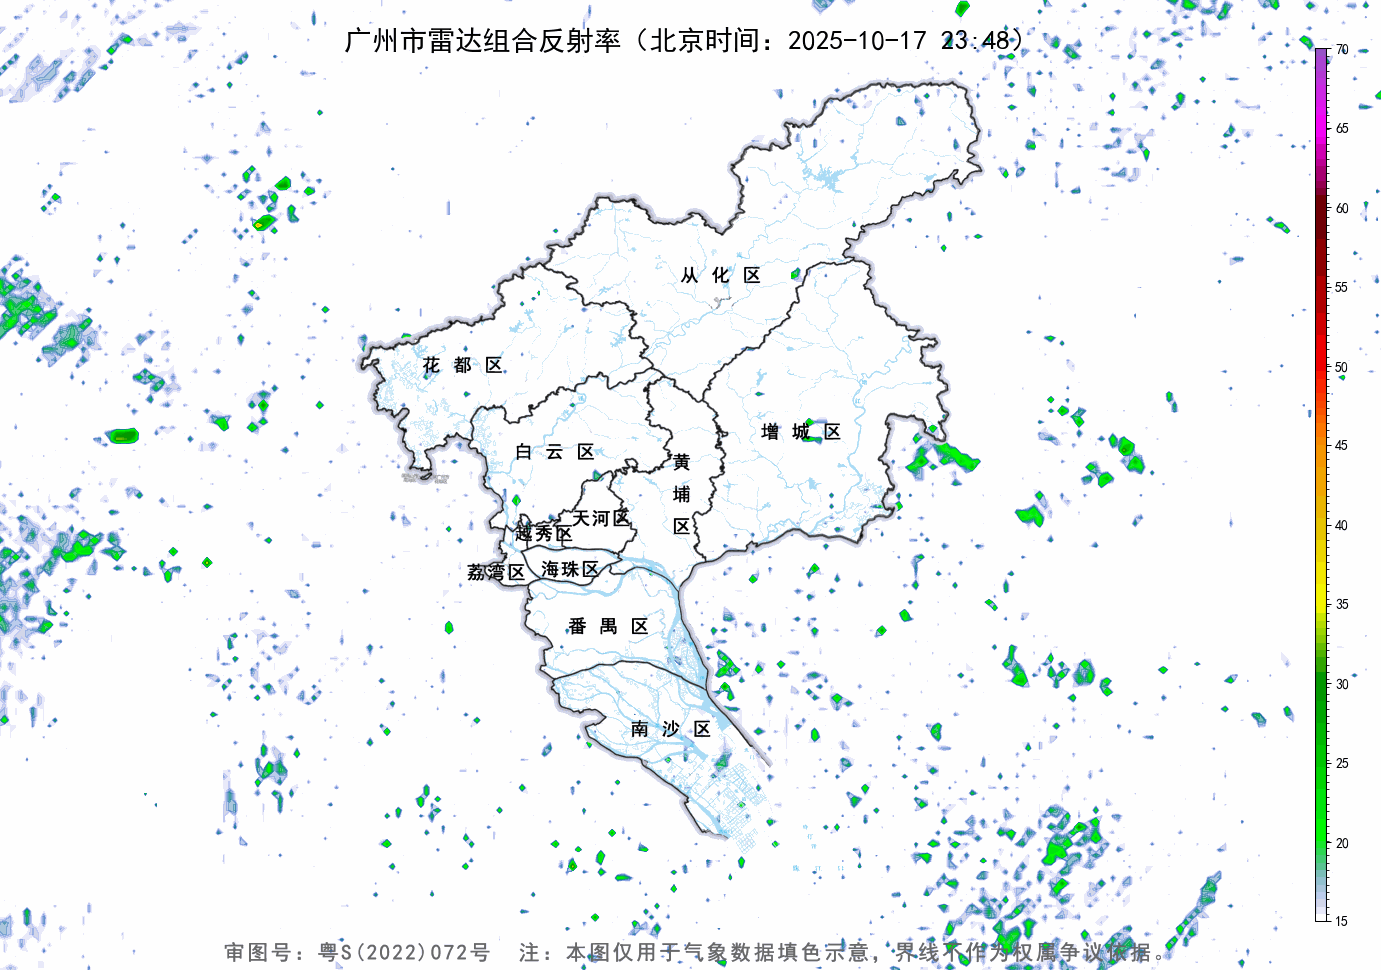 广州市雷达组合反射率（北京时间：2025-10-17 23:48）
70
65
60
55
50
45
40
35
30
25
20
15
从化区
花都区
增城区
白云区
黄埔区
天河区
越秀区
荔湾区
海珠区
番禺区
南沙区
审图号：粤S(2022)072号 注：本图仅用于气象数据填色示意，界线不作为权属争议依据。